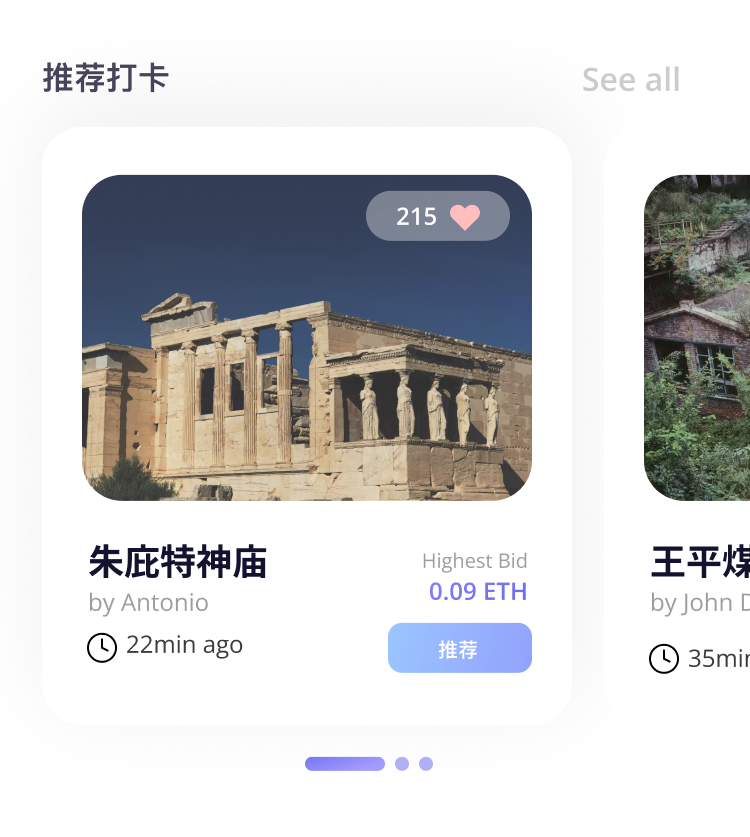 推荐打卡
See all
215
朱庇特神庙
by Antonio
22min ago
Highest Bid
0.09 ETH
推荐
王平煤
by John D
35min